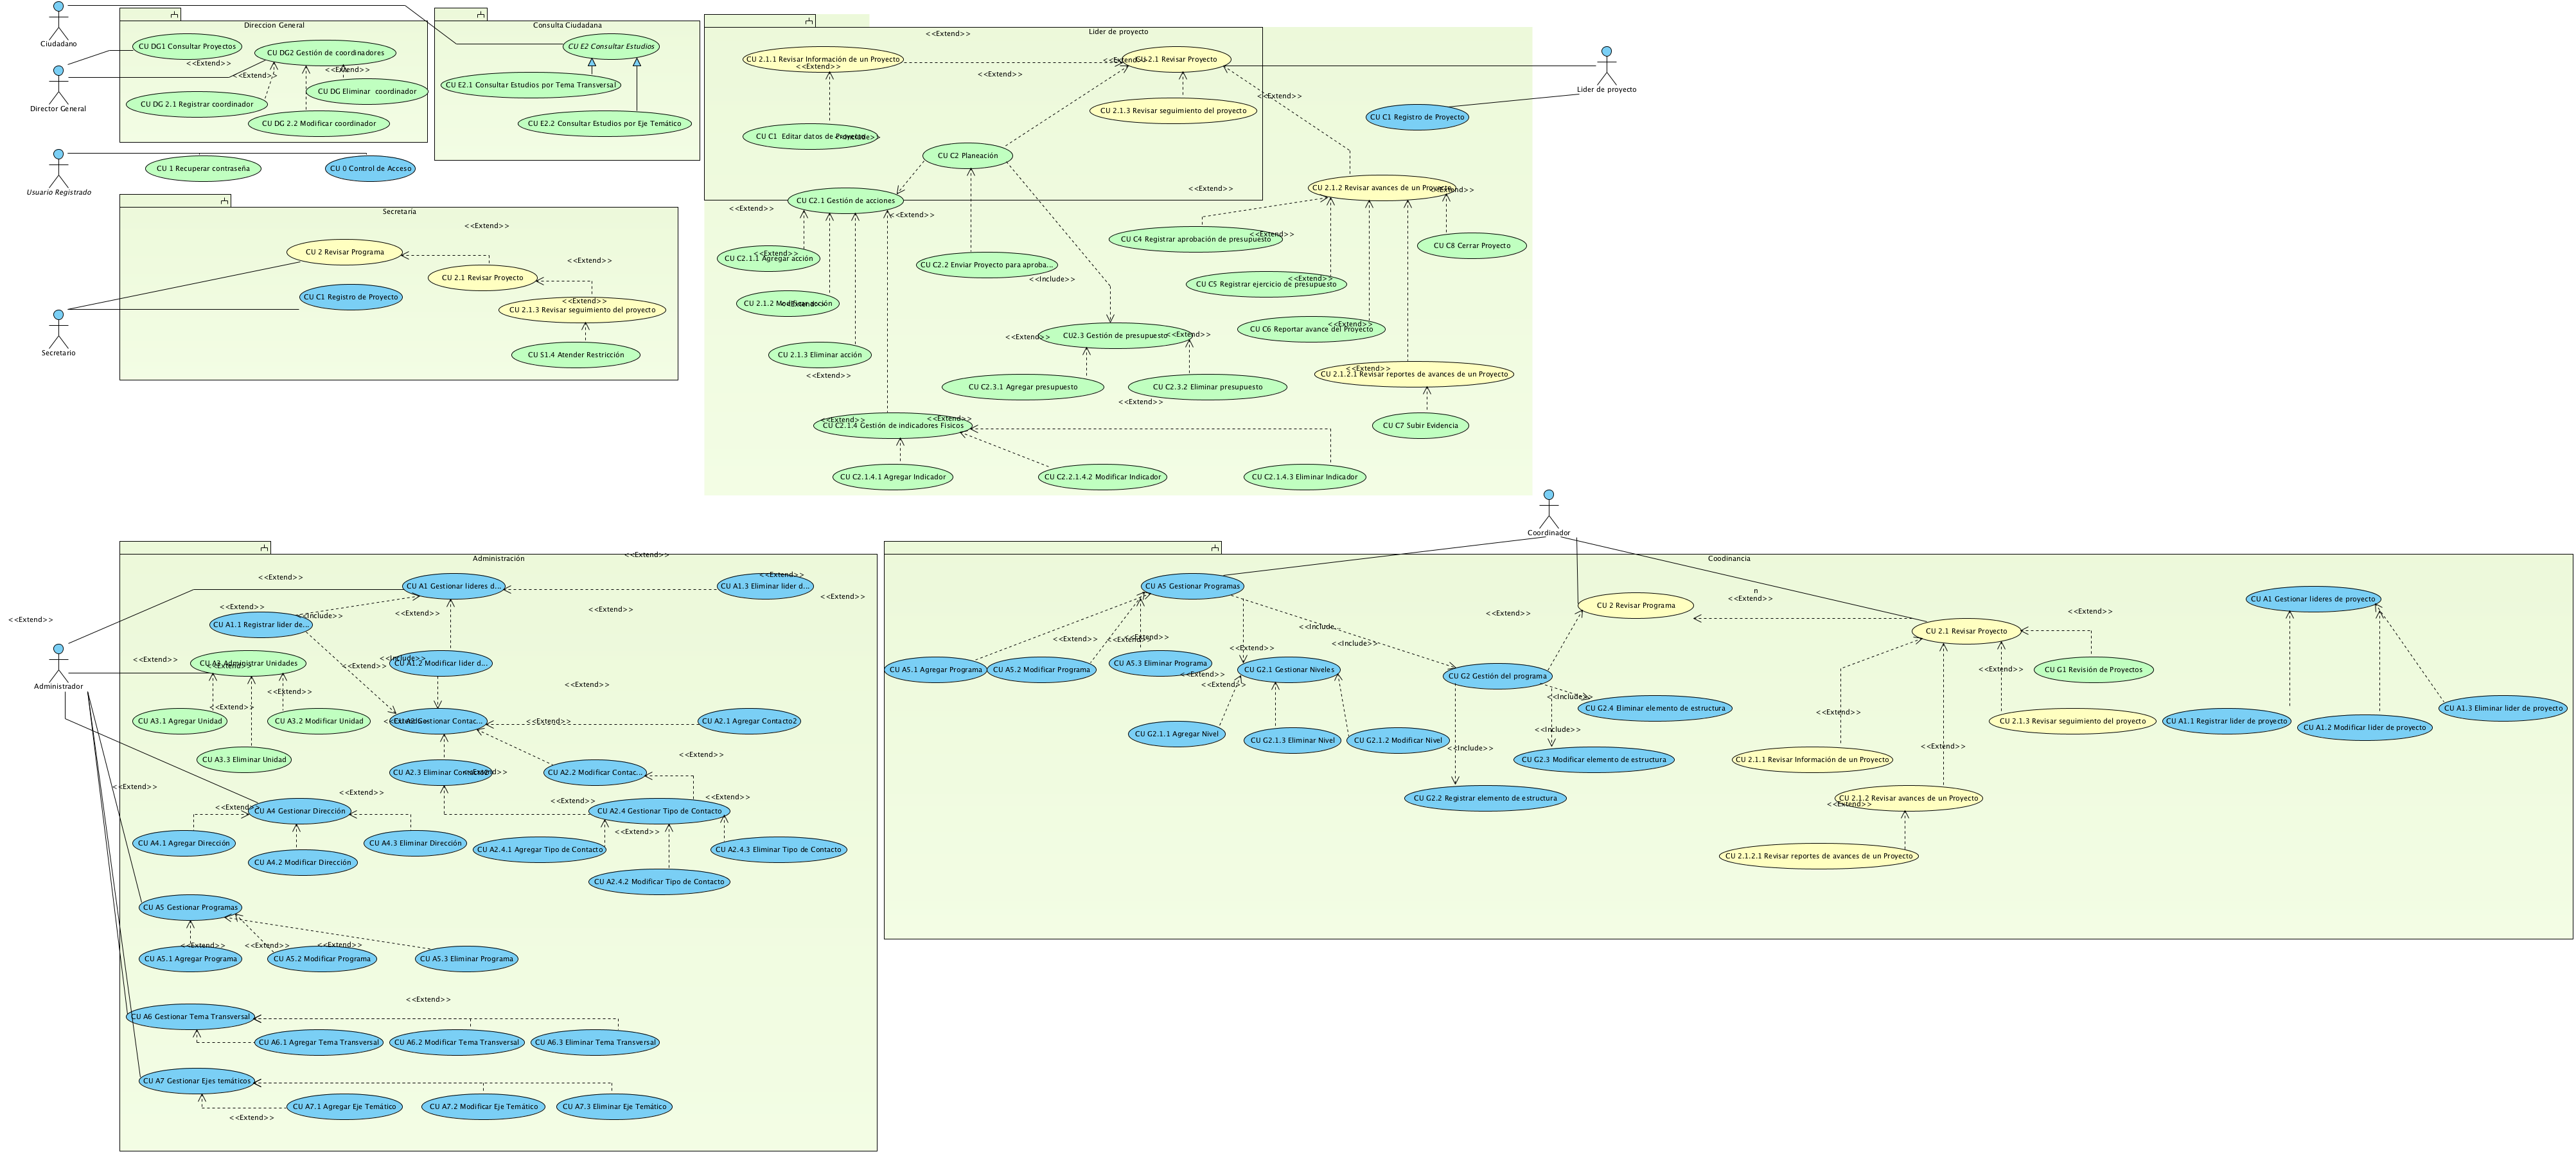 Ciudadano
Director General
Usuario Registrado
Secretario
Direccion General
CU DG1 Consultar Proyectos
CU DG2 Gestión de coordinadores
<<Extend>>
<<Extend>>
<<Extend>>
CU DG Eliminar  coordinador
CU DG 2.1 Registrar coordinador
CU DG 2.2 Modificar coordinador
CU 1 Recuperar contraseña
CU 0 Control de Acceso
Consulta Ciudadana
CU E2 Consultar Estudios
CU E2.1 Consultar Estudios por Tema Transversal
CU E2.2 Consultar Estudios por Eje Temático
Secretaría
<<Extend>>
CU 2 Revisar Programa
<<Extend>>
CU 2.1 Revisar Proyecto
CU C1 Registro de Proyecto
<<Extend>>
CU 2.1.3 Revisar seguimiento del proyecto
CU S1.4 Atender Restricción
Lider de proyecto
<<Extend>>
CU 2.1.1 Revisar Información de un Proyecto
<<Extend>>
<<Extend>>
<<Extend>>
CU 2.1 Revisar Proyecto
CU 2.1.3 Revisar seguimiento del proyecto
<<Extend>>
Lider de proyecto
CU C1 Registro de Proyecto
CU C1  Editar datos de Proyecto
<<Include>>
CU C2 Planeación
<<Extend>>
CU 2.1.2 Revisar avances de un Proyecto
<<Extend>>
CU C2.1 Gestión de acciones
<<Extend>>
<<Extend>>
<<Extend>>
CU C2.1.1 Agregar acción
CU C2.2 Enviar Proyecto para aproba...
CU C4 Registrar aprobación de presupuesto
<<Extend>>
CU C8 Cerrar Proyecto
<<Include>>
<<Extend>>
CU C5 Registrar ejercicio de presupuesto
CU 2.1.2 Modificar acción
<<Extend>>
CU C6 Reportar avance del Proyecto
<<Extend>>
CU2.3 Gestión de presupuesto
<<Extend>>
<<Extend>>
CU 2.1.3 Eliminar acción
<<Extend>>
CU 2.1.2.1 Revisar reportes de avances de un Proyecto
<<Extend>>
CU C2.3.1 Agregar presupuesto
CU C2.3.2 Eliminar presupuesto
<<Extend>>
CU C7 Subir Evidencia
<<Extend>>
<<Extend>>
CU C2.1.4 Gestión de indicadores Físicos
CU C2.1.4.1 Agregar Indicador
CU C2.2.1.4.2 Modificar Indicador
CU C2.1.4.3 Eliminar Indicador
Coordinador
Administración
<<Extend>>
<<Extend>>
CU A1 Gestionar lideres d...
<<Extend>>
CU A1.3 Eliminar lider d...
<<Extend>>
<<Extend>>
<<Include>>
<<Extend>>
<<Extend>>
<<Extend>>
CU A1.1 Registrar lider de...
<<Extend>>
CU A3 Administrar Unidades
<<Extend>>
<<Extend>>
<<Include>>
CU A1.2 Modificar lider d...
Administrador
<<Extend>>
<<Extend>>
<<Extend>>
CU A3.1 Agregar Unidad
CU A3.2 Modificar Unidad
CU A2 Gestionar Contac...
<<Extend>>
<<Extend>>
CU A2.1 Agregar Contacto2
CU A3.3 Eliminar Unidad
<<Extend>>
CU A2.3 Eliminar Contacto2
<<Extend>>
CU A2.2 Modificar Contac...
<<Extend>>
<<Extend>>
<<Extend>>
<<Extend>>
<<Extend>>
CU A4 Gestionar Dirección
CU A2.4 Gestionar Tipo de Contacto
<<Extend>>
CU A4.1 Agregar Dirección
CU A4.3 Eliminar Dirección
CU A4.2 Modificar Dirección
CU A2.4.1 Agregar Tipo de Contacto
CU A2.4.3 Eliminar Tipo de Contacto
CU A2.4.2 Modificar Tipo de Contacto
CU A5 Gestionar Programas
<<Extend>>
<<Extend>>
<<Extend>>
CU A5.1 Agregar Programa
CU A5.2 Modificar Programa
CU A5.3 Eliminar Programa
<<Extend>>
CU A6 Gestionar Tema Transversal
CU A6.1 Agregar Tema Transversal
CU A6.2 Modificar Tema Transversal
CU A6.3 Eliminar Tema Transversal
CU A7 Gestionar Ejes temáticos
CU A7.1 Agregar Eje Temático
CU A7.2 Modificar Eje Temático
CU A7.3 Eliminar Eje Temático
<<Extend>>
Coodinancia
CU A5 Gestionar Programas
n
<<Extend>>
CU 2 Revisar Programa
<<Extend>>
<<Extend>>
CU A1 Gestionar lideres de proyecto
CU 2.1 Revisar Proyecto
<<Include...
<<Extend>>
<<Extend>>
<<Extend>>
<<Include>>
<<Extend>>
CU A5.1 Agregar Programa
CU A5.2 Modificar Programa
CU A5.3 Eliminar Programa
CU G2.1 Gestionar Niveles
<<Extend>>
<<Extend>>
CU G2 Gestión del programa
<<Extend>>
CU G1 Revisión de Proyectos
<<Include>>
CU G2.4 Eliminar elemento de estructura
<<Extend>>
CU 2.1.3 Revisar seguimiento del proyecto
CU A1.1 Registrar lider de proyecto
CU A1.2 Modificar lider de proyecto
CU A1.3 Eliminar lider de proyecto
CU G2.1.1 Agregar Nivel
CU G2.1.3 Eliminar Nivel
CU G2.1.2 Modificar Nivel
<<Include>>
<<Include>>
<<Extend>>
CU G2.3 Modificar elemento de estructura
CU 2.1.1 Revisar Información de un Proyecto
CU G2.2 Registrar elemento de estructura
CU 2.1.2 Revisar avances de un Proyecto
<<Extend>>
CU 2.1.2.1 Revisar reportes de avances de un Proyecto